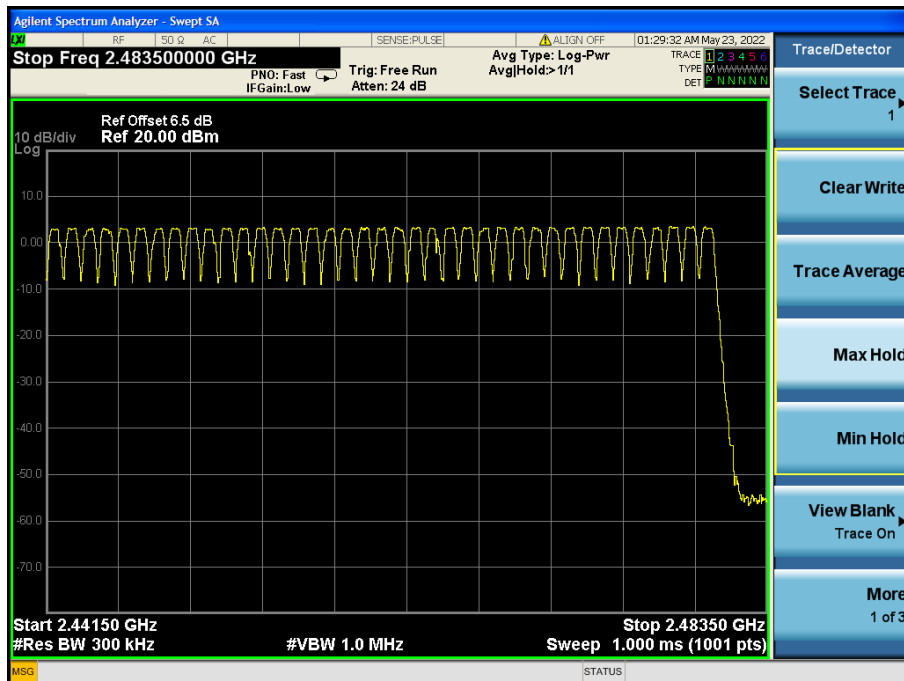 Agilent Spectrum Analyzer - Swept SA
LXI RF 50 Ω AC SENSE:PULSE ALIGN OFF 01:29:32 AM May 23, 2022
Stop Freq 2.483500000 GHz
PNO: Fast
IFGain:Low
Trig: Free Run
Atten: 24 dB
Avg Type: Log-Pwr
Avg|Hold:>1/1
TRACE 1 2 3 4 5 6
TYPE M W W W W W
DET P N N N N N
Ref Offset 6.5 dB
10 dB/div Ref 20.00 dBm
Log
10.0
0.00
-10.0
-20.0
-30.0
-40.0
-50.0
-60.0
-70.0
Start 2.44150 GHz Stop 2.48350 GHz
#Res BW 300 kHz #VBW 1.0 MHz Sweep 1.000 ms (1001 pts)
MSG STATUS
Trace/Detector
Select Trace
1
Clear Write
Trace Average
Max Hold
Min Hold
View Blank
Trace On
More
1 of 3